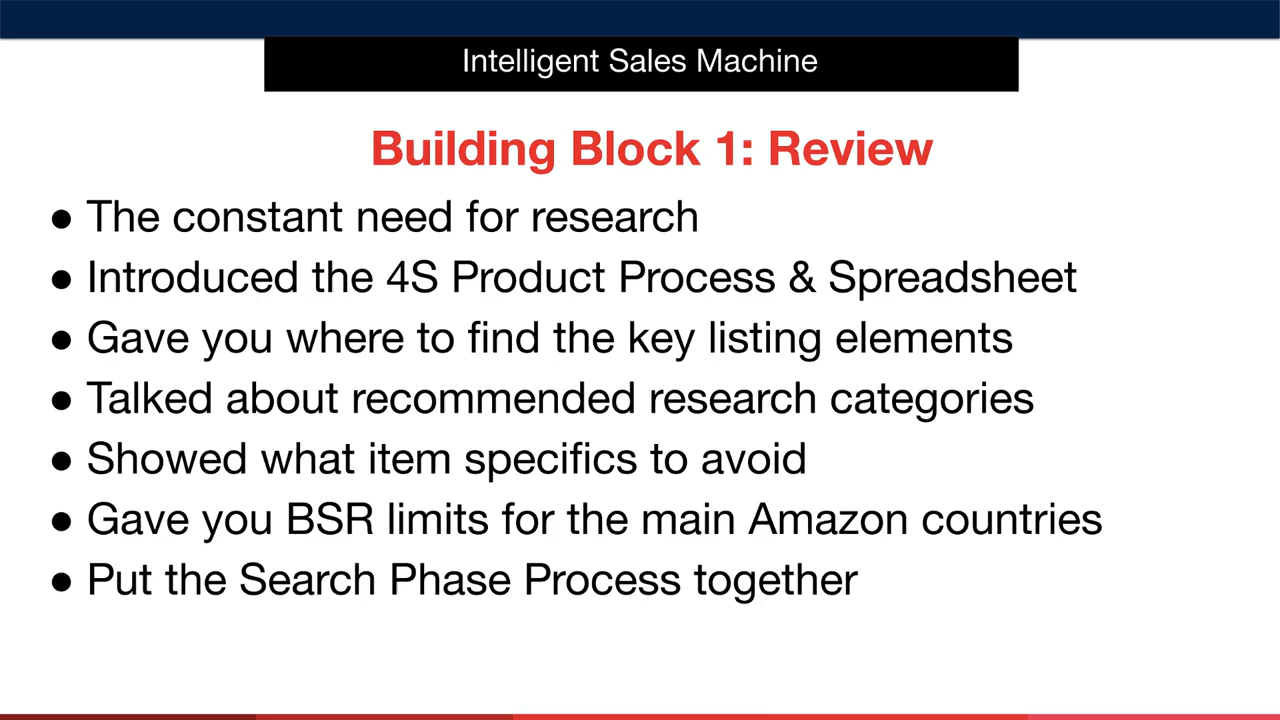 Intelligent Sales Machine
Building Block 1: Review
● The constant need for research
● Introduced the 4S Product Process & Spreadsheet
● Gave you where to find the key listing elements
● Talked about recommended research categories
● Showed what item specifics to avoid
● Gave you BSR limits for the main Amazon countries
● Put the Search Phase Process together